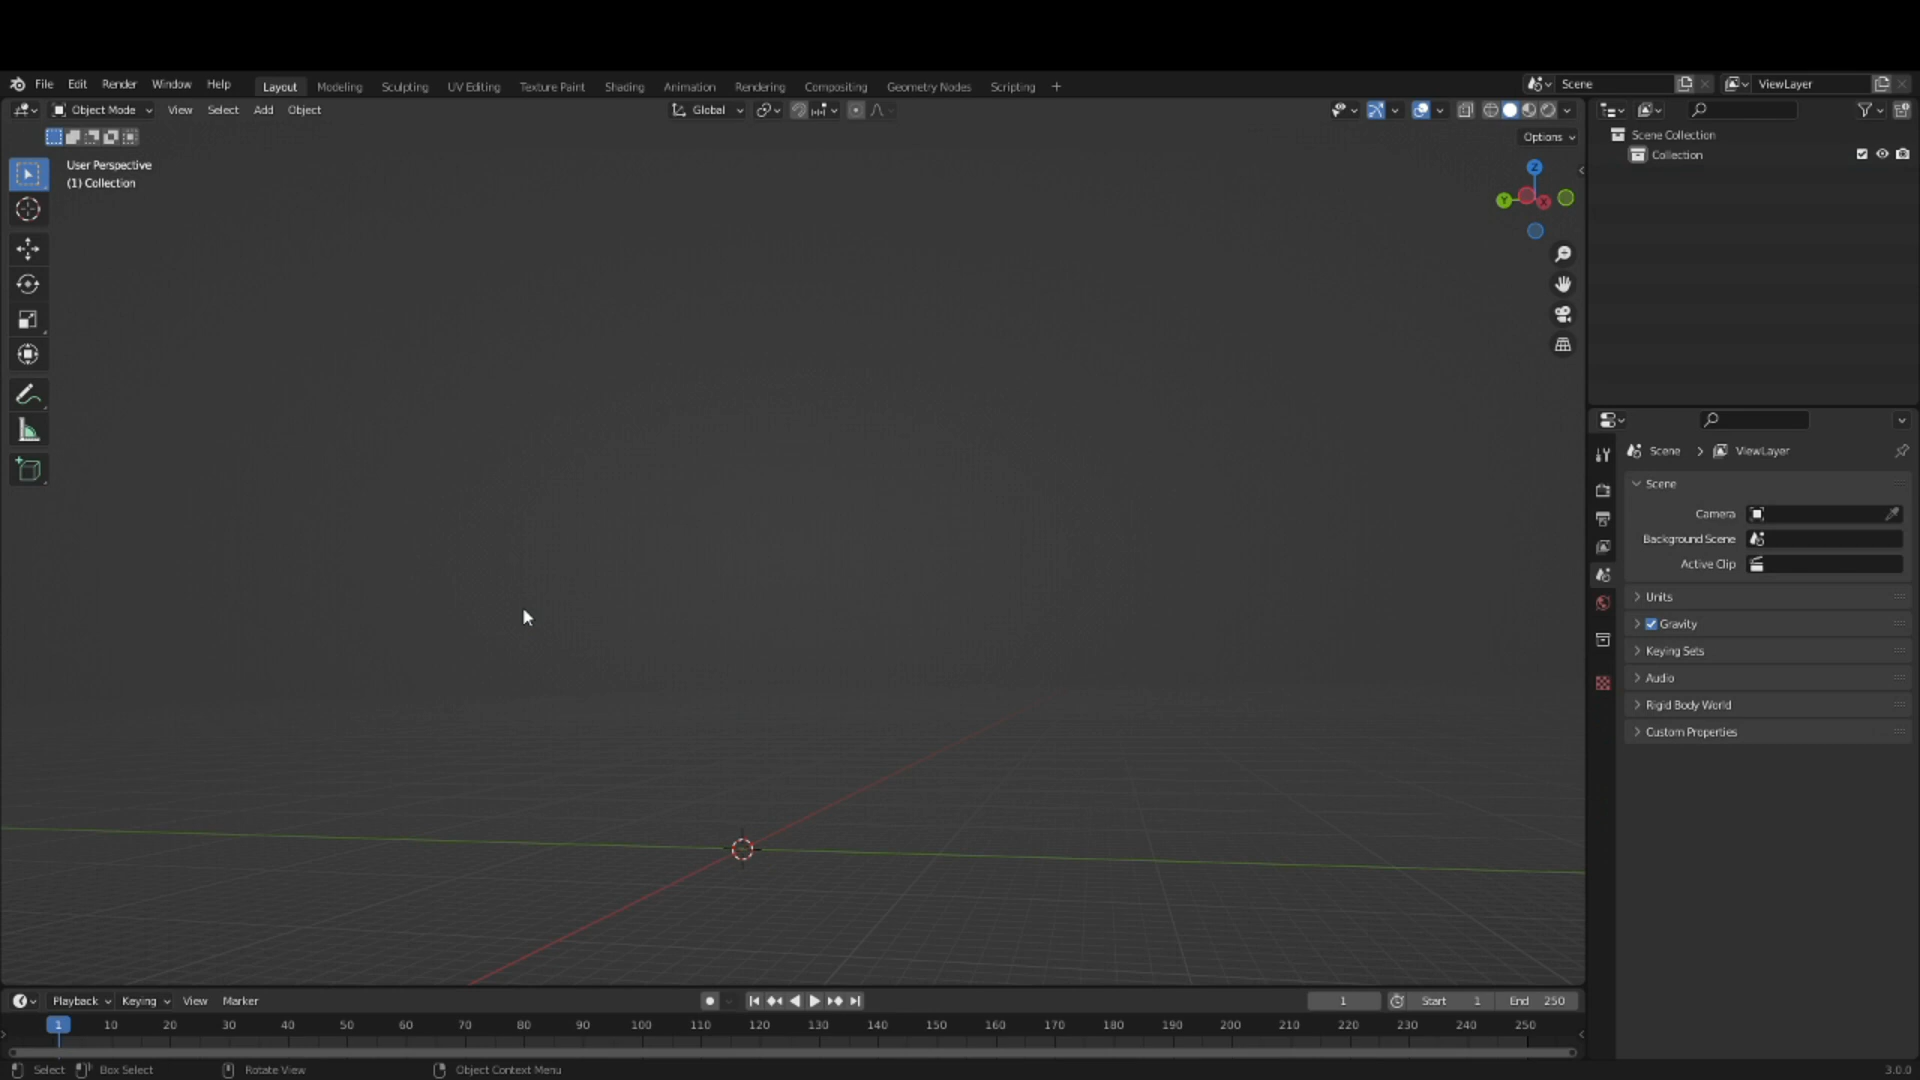 File Edit Render Window Help Layout Modeling Sculpting UV Editing Texture Paint Shading Animation Rendering Compositing Geometry Nodes Scripting + Scene ViewLayer
Object Mode View Select Add Object Global
Options
User Perspective
(1) Collection
Z
Y X
Scene Collection
Collection
Scene > ViewLayer
Scene
Camera
Background Scene
Active Clip
Units
Gravity
Keying Sets
Audio
Rigid Body World
Custom Properties
Playback Keying View Marker 1 Start 1 End 250
1 10 20 30 40 50 60 70 80 90 100 110 120 130 140 150 160 170 180 190 200 210 220 230 240 250
Select Box Select Rotate View Object Context Menu 3.0.0